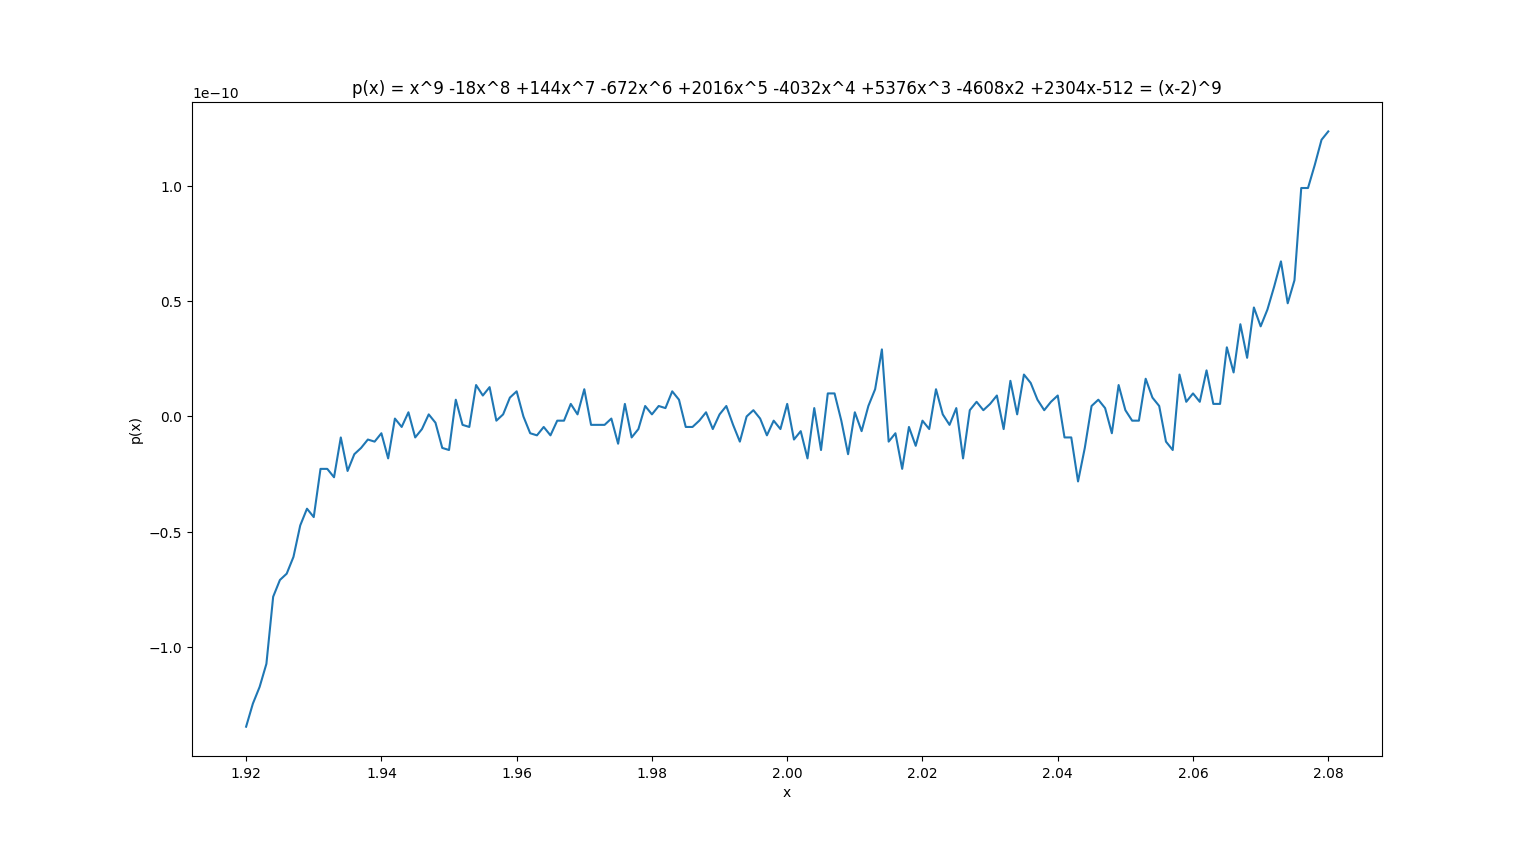 p(x) = x^9 -18x^8 +144x^7 -672x^6 +2016x^5 -4032x^4 +5376x^3 -4608x2 +2304x-512 = (x-2)^9
1e−10
1.0
0.5
0.0
−0.5
−1.0
p(x)
1.92 1.94 1.96 1.98 2.00 2.02 2.04 2.06 2.08
x